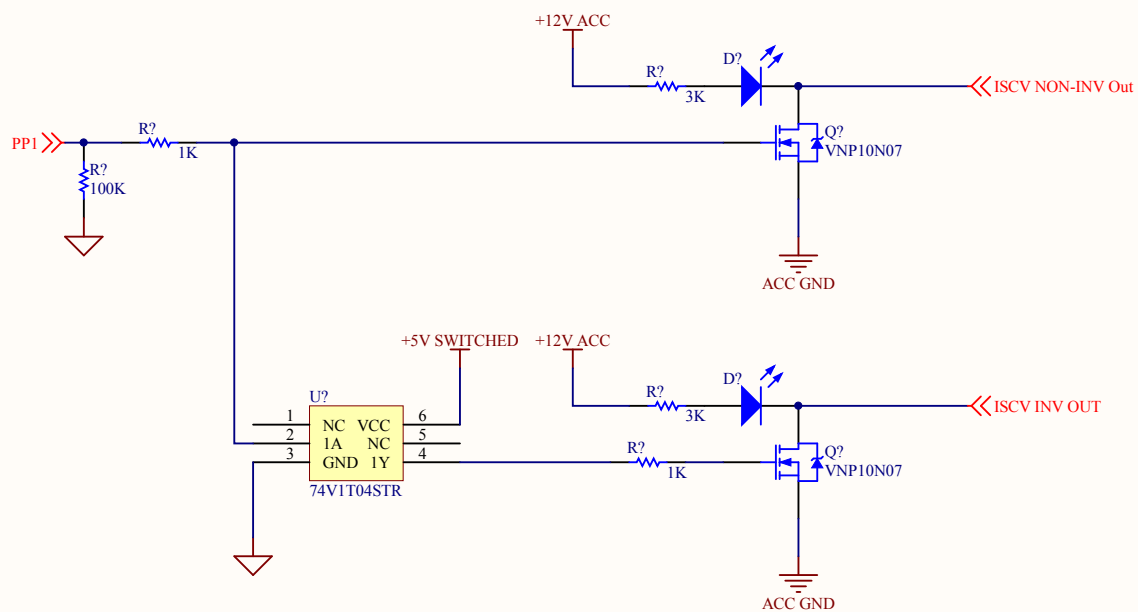 +12V ACC
R?
3K
D?
ISCV NON-INV Out
PP1
R?
1K
R?
100K
Q?
VNP10N07
ACC GND
+5V SWITCHED
+12V ACC
R?
3K
D?
ISCV INV OUT
U?
1 NC VCC 6
2 1A NC 5
3 GND 1Y 4
74V1T04STR
R?
1K
Q?
VNP10N07
ACC GND